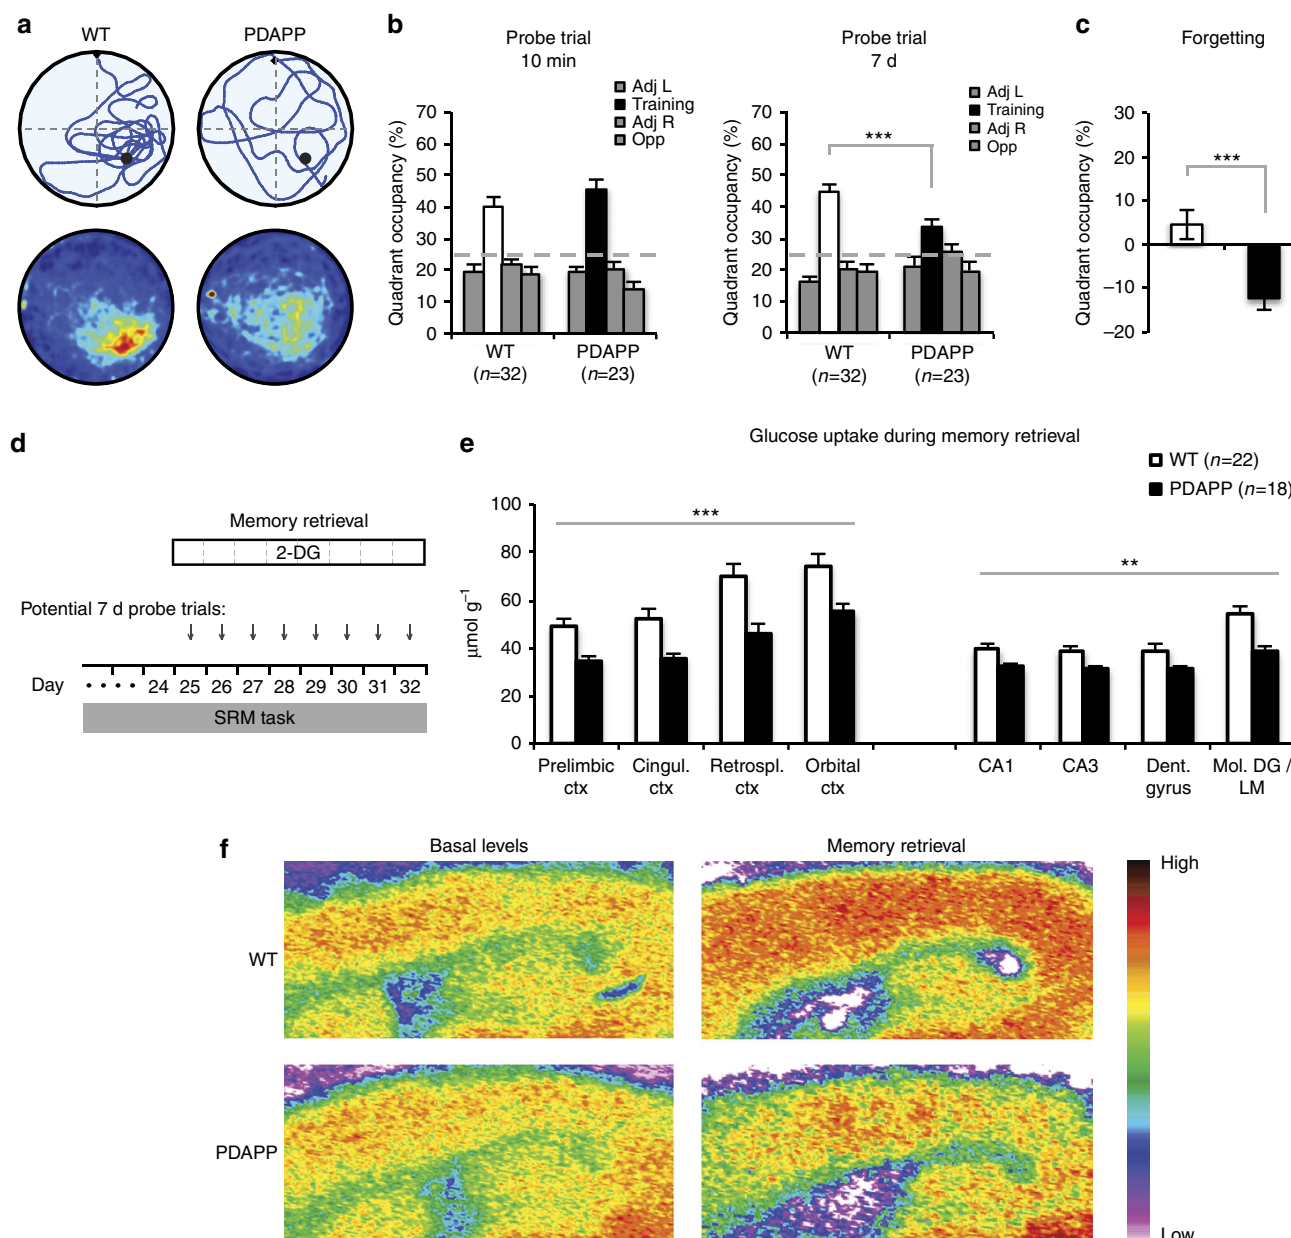 a
WT
PDAPP
b
Probe trial
10 min
Adj L
Training
Adj R
Opp
Quadrant occupancy (%)
70
60
50
40
30
20
10
0
WT
(n=32)
PDAPP
(n=23)
Probe trial
7 d
Adj L
Training
Adj R
Opp
Quadrant occupancy (%)
70
60
50
40
30
20
10
0
***
WT
(n=32)
PDAPP
(n=23)
c
Forgetting
Quadrant occupancy (%)
30
20
10
0
−10
−20
***
d
Memory retrieval
2-DG
Potential 7 d probe trials:
Day
• • • • 24 25 26 27 28 29 30 31 32
SRM task
e
Glucose uptake during memory retrieval
WT (n=22)
PDAPP (n=18)
µmol g−1
100
80
60
40
20
0
***
**
Prelimbic
ctx
Cingul.
ctx
Retrospl.
ctx
Orbital
ctx
CA1
CA3
Dent.
gyrus
Mol. DG /
LM
f
Basal levels
Memory retrieval
WT
PDAPP
High
Low